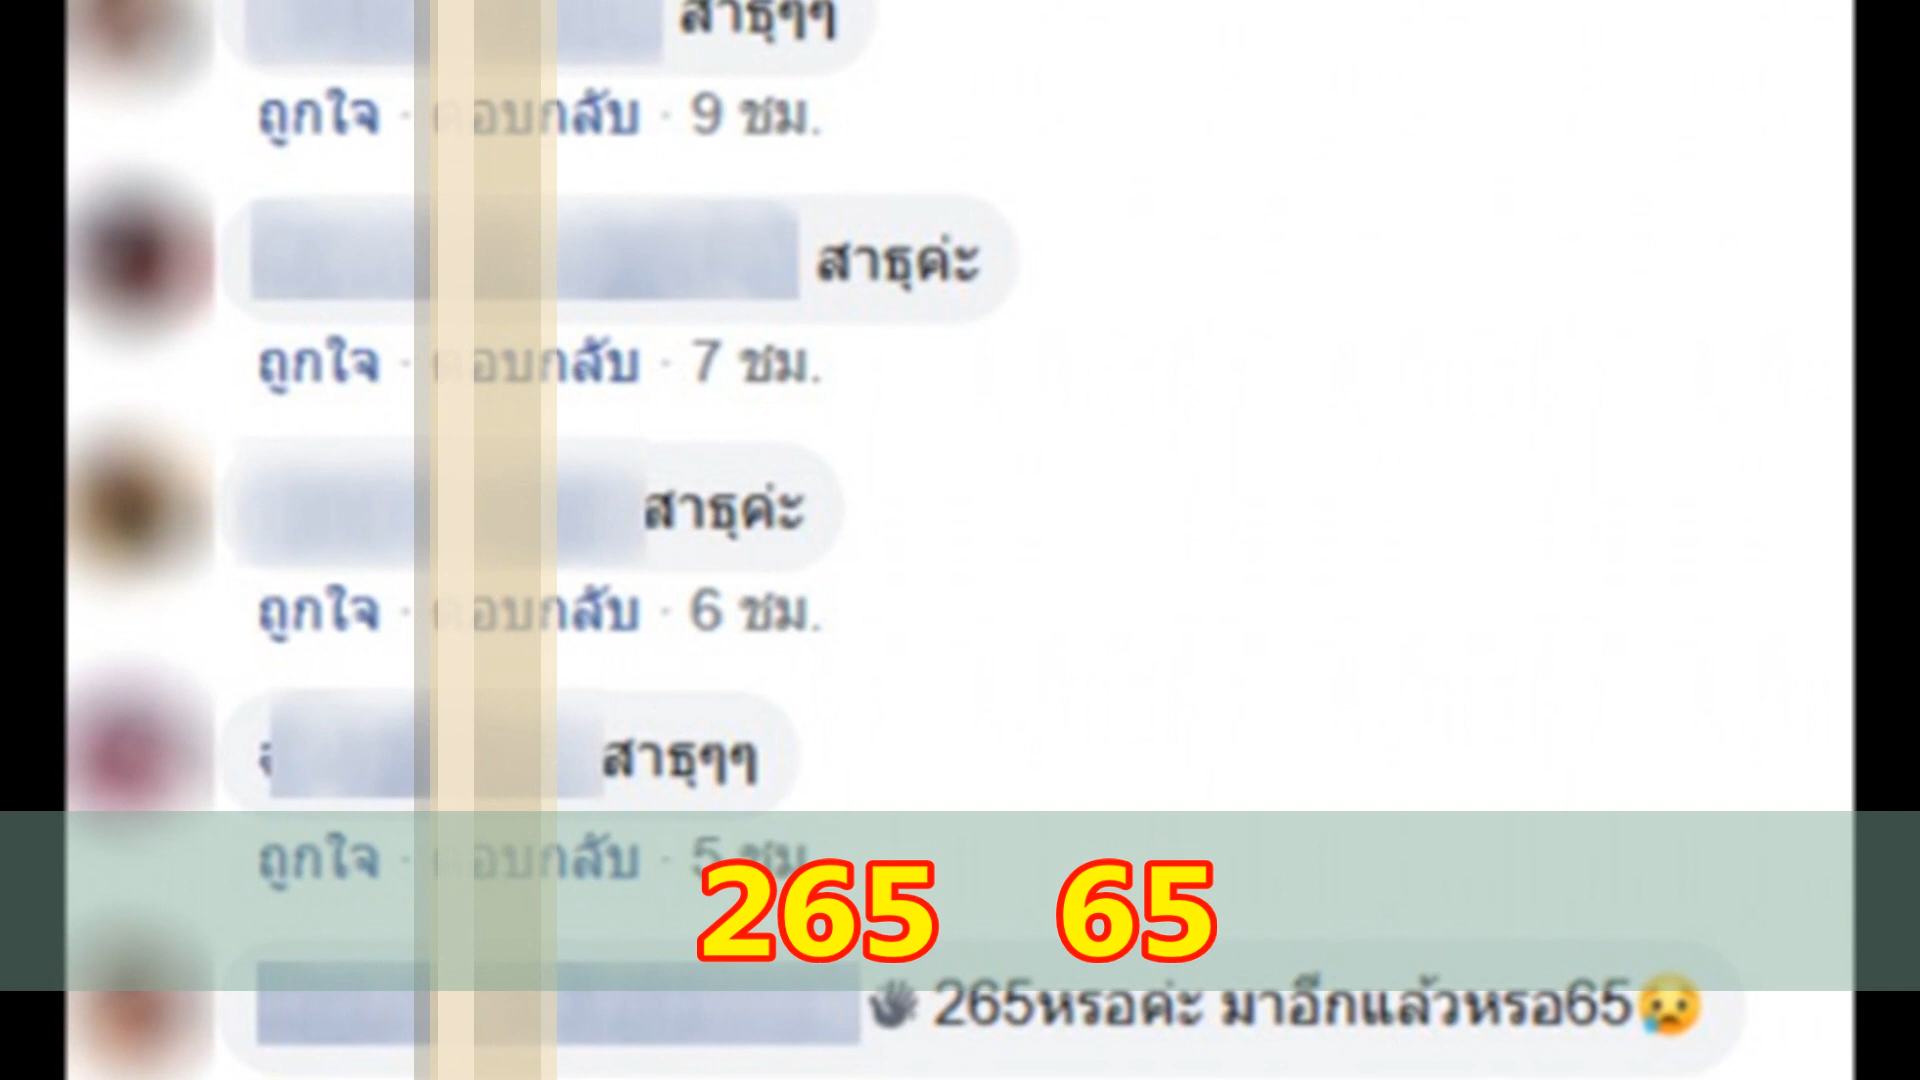 สาธุๆๆ
ถูกใจ · ตอบกลับ · 9 ชม.
สาธุค่ะ
ถูกใจ · ตอบกลับ · 7 ชม.
สาธุค่ะ
ถูกใจ · ตอบกลับ · 6 ชม.
สาธุๆๆ
ถูกใจ · ตอบกลับ · 5 ชม.
265 65
👋 265หรอค่ะ มาอีกแล้วหรอ65😢